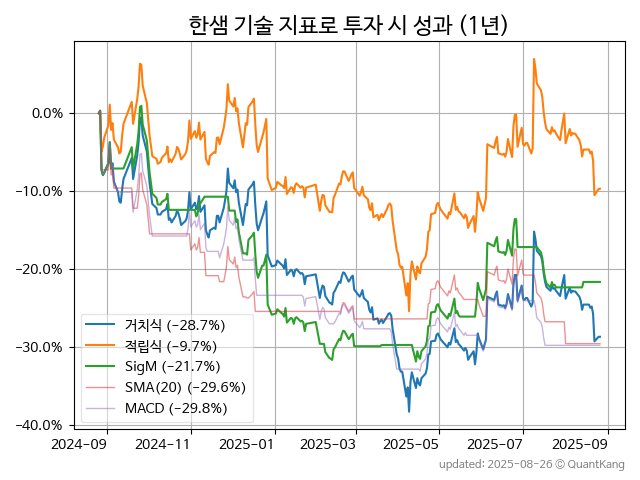 한샘 기술 지표로 투자 시 성과 (1년)
0.0%
−10.0%
−20.0%
−30.0%
−40.0%
거치식 (−28.7%)
적립식 (−9.7%)
SigM (−21.7%)
SMA(20) (−29.6%)
MACD (−29.8%)
2024-09
2024-11
2025-01
2025-03
2025-05
2025-07
2025-09
updated: 2025-08-26 © QuantKang